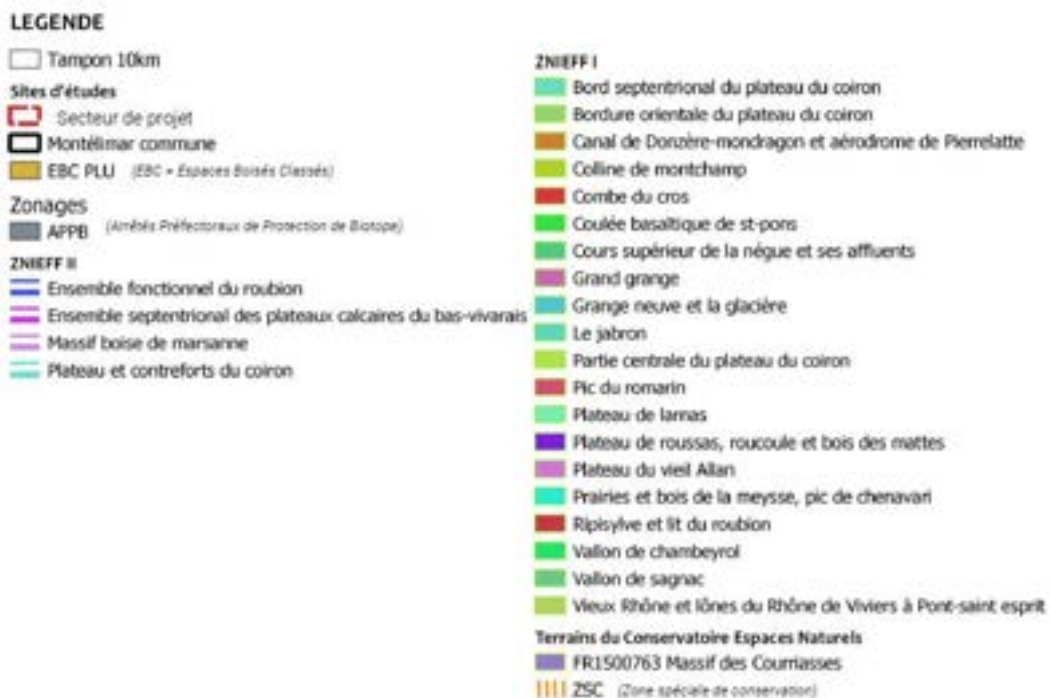 LEGENDE
Tampon 10km
Sites d'études
Secteur de projet
Montélimar commune
EBC PLU (EBC = Espaces Boisés Classés)
Zonages
APPB (Arrêtés Préfectoraux de Protection de Biotope)
ZNIEFF II
Ensemble fonctionnel du roubion
Ensemble septentrional des plateaux calcaires du bas-vivarais
Massif boise de marsanne
Plateau et contreforts du coiron
ZNIEFF I
Bord septentrional du plateau du coiron
Bordure orientale du plateau du coiron
Canal de Donzère-mondragon et aérodrome de Pierrelatte
Colline de montchamp
Combe du cros
Coulée basaltique de st-pons
Cours supérieur de la négue et ses affluents
Grand grange
Grange neuve et la glacière
Le jabron
Partie centrale du plateau du coiron
Pic du romarin
Plateau de larnas
Plateau de roussas, roucoule et bois des mattes
Plateau du vieil Allan
Prairies et bois de la meysse, pic de chenavari
Ripisylve et lit du roubion
Vallon de chambeyrol
Vallon de sagnac
Vieux Rhône et lônes du Rhône de Viviers à Pont-saint esprit
Terrains du Conservatoire Espaces Naturels
FR1500763 Massif des Courriasses
ZSC (Zone spéciale de conservation)